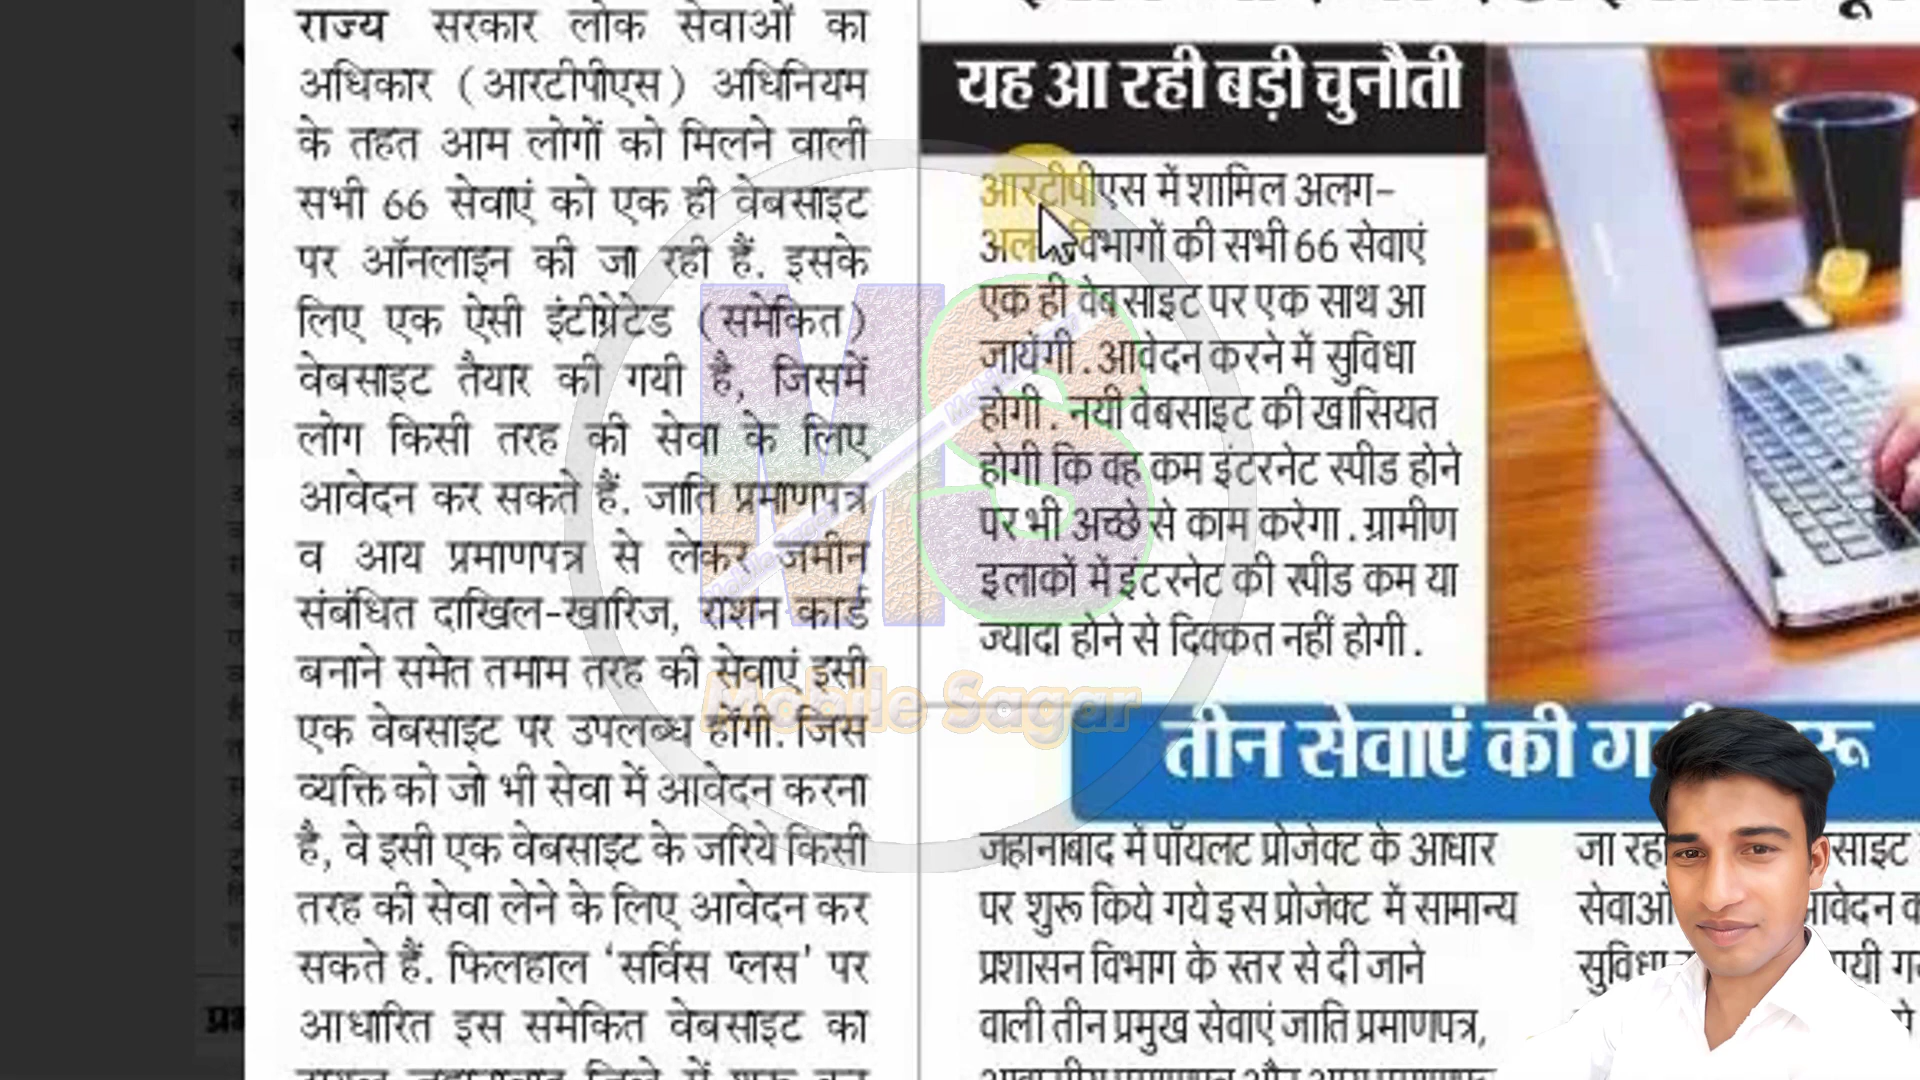 राज्य सरकार लोक सेवाओं का
अधिकार (आरटीपीएस) अधिनियम
के तहत आम लोगों को मिलने वाली
सभी 66 सेवाएं को एक ही वेबसाइट
पर ऑनलाइन की जा रही हैं. इसके
लिए एक ऐसी इंटीग्रेटेड (समेकित)
वेबसाइट तैयार की गयी है, जिसमें
लोग किसी तरह की सेवा के लिए
आवेदन कर सकते हैं. जाति प्रमाणपत्र
व आय प्रमाणपत्र से लेकर जमीन
संबंधित दाखिल-खारिज, राशन कार्ड
बनाने समेत तमाम तरह की सेवाएं इसी
एक वेबसाइट पर उपलब्ध होंगी. जिस
व्यक्ति को जो भी सेवा में आवेदन करना
है, वे इसी एक वेबसाइट के जरिये किसी
तरह की सेवा लेने के लिए आवेदन कर
सकते हैं. फिलहाल ‘सर्विस प्लस’ पर
आधारित इस समेकित वेबसाइट का
यह आ रही बड़ी चुनौती
आरटीपीएस में शामिल अलग-
विभागों की सभी 66 सेवाएं
एक ही वेबसाइट पर एक साथ आ
जायेंगी. आवेदन करने में सुविधा
होगी. नयी वेबसाइट की खासियत
होगी कि वह कम इंटरनेट स्पीड होने
पर भी अच्छे से काम करेगा. ग्रामीण
इलाकों में इंटरनेट की स्पीड कम या
ज्यादा होने से दिक्कत नहीं होगी.
तीन सेवाएं की
जहानाबाद में पॉयलट प्रोजेक्ट के आधार
पर शुरू किये गये इस प्रोजेक्ट में सामान्य
प्रशासन विभाग के स्तर से दी जाने
वाली तीन प्रमुख सेवाएं जाति प्रमाणपत्र,
जा
MS
Mobile Sagar